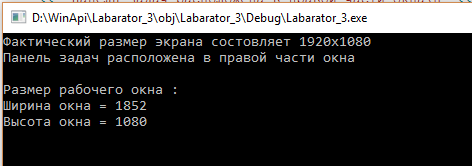 D:\WinApi\Labarator_3\obj\Labarator_3\Debug\Labarator_3.exe
Фактический размер экрана состовляет 1920x1080
Панель задач расположена в правой части окна
Размер рабочего окна :
Ширина окна = 1852
Высота окна = 1080